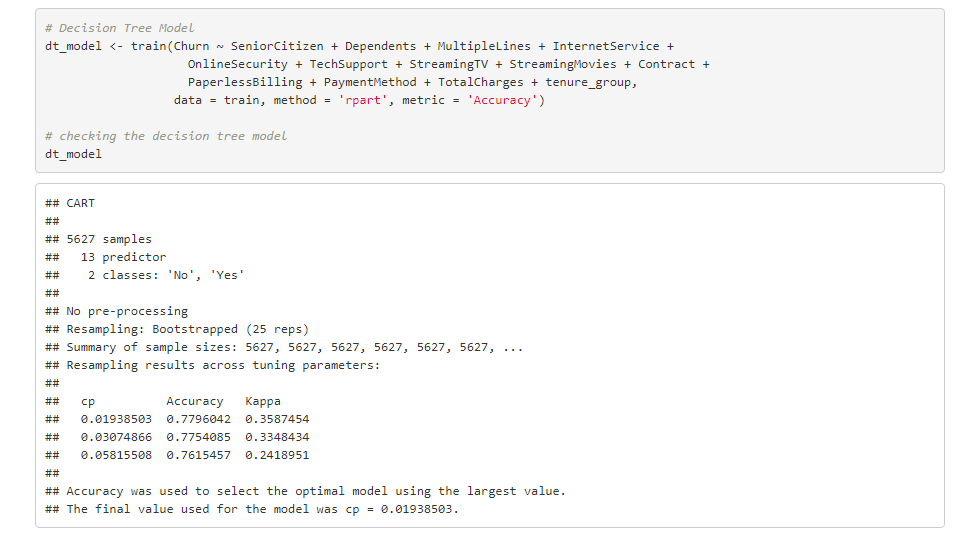 # Decision Tree Model
dt_model <- train(Churn ~ SeniorCitizen + Dependents + MultipleLines + InternetService +
                    OnlineSecurity + TechSupport + StreamingTV + StreamingMovies + Contract +
                    PaperlessBilling + PaymentMethod + TotalCharges + tenure_group,
                  data = train, method = 'rpart', metric = 'Accuracy')
# checking the decision tree model
dt_model
## CART
##
## 5627 samples
##   13 predictor
##    2 classes: 'No', 'Yes'
##
## No pre-processing
## Resampling: Bootstrapped (25 reps)
## Summary of sample sizes: 5627, 5627, 5627, 5627, 5627, 5627, ...
## Resampling results across tuning parameters:
##
##   cp          Accuracy   Kappa
##   0.01938503  0.7796042  0.3587454
##   0.03074866  0.7754085  0.3348434
##   0.05815508  0.7615457  0.2418951
##
## Accuracy was used to select the optimal model using the largest value.
## The final value used for the model was cp = 0.01938503.